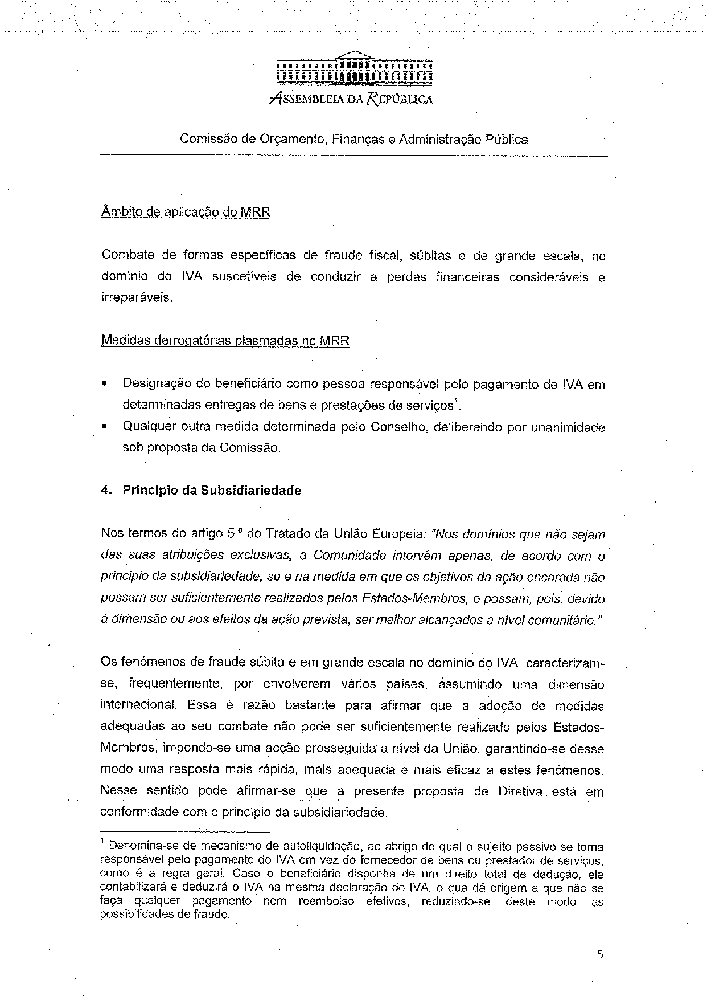 ASSEMBLEIA DA REPÚBLICA
Comissão de Orçamento, Finanças e Administração Pública
Âmbito de aplicação do MRR
Combate de formas específicas de fraude fiscal, súbitas e de grande escala, no
domínio do IVA suscetíveis de conduzir a perdas financeiras consideráveis e
irreparáveis.
Medidas derrogatórias plasmadas no MRR
• Designação do beneficiário como pessoa responsável pelo pagamento de IVA em
determinadas entregas de bens e prestações de serviços¹.
• Qualquer outra medida determinada pelo Conselho, deliberando por unanimidade
sob proposta da Comissão.
4. Princípio da Subsidiariedade
Nos termos do artigo 5.º do Tratado da União Europeia: "Nos domínios que não sejam
das suas atribuições exclusivas, a Comunidade intervêm apenas, de acordo com o
princípio da subsidiariedade, se e na medida em que os objetivos da ação encarada não
possam ser suficientemente realizados pelos Estados-Membros, e possam, pois, devido
à dimensão ou aos efeitos da ação prevista, ser melhor alcançados a nível comunitário."
Os fenómenos de fraude súbita e em grande escala no domínio do IVA, caracterizam-
se, frequentemente, por envolverem vários países, assumindo uma dimensão
internacional. Essa é razão bastante para afirmar que a adoção de medidas
adequadas ao seu combate não pode ser suficientemente realizado pelos Estados-
Membros, impondo-se uma acção prosseguida a nível da União, garantindo-se desse
modo uma resposta mais rápida, mais adequada e mais eficaz a estes fenómenos.
Nesse sentido pode afirmar-se que a presente proposta de Diretiva está em
conformidade com o princípio da subsidiariedade.
¹ Denomina-se de mecanismo de autoliquidação, ao abrigo do qual o sujeito passivo se torna
responsável pelo pagamento do IVA em vez do fornecedor de bens ou prestador de serviços,
como é a regra geral. Caso o beneficiário disponha de um direito total de dedução, ele
contabilizará e deduzirá o IVA na mesma declaração do IVA, o que dá origem a que não se
faça qualquer pagamento nem reembolso efetivos, reduzindo-se, deste modo, as
possibilidades de fraude.
5